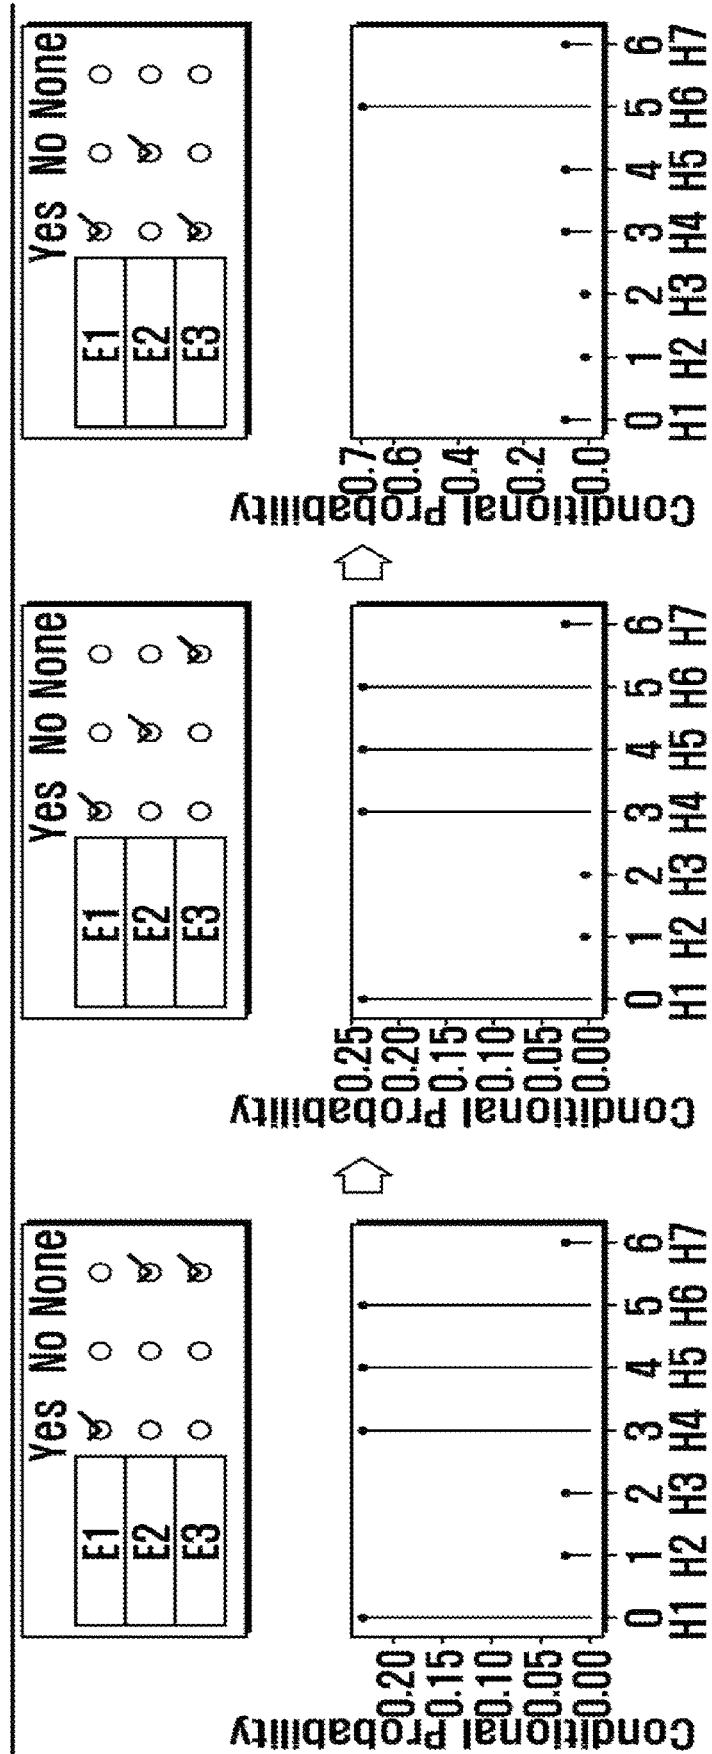 Yes No None
E1
E2
E3
Conditional Probability
0.20
0.15
0.10
0.05
0.00
0 1 2 3 4 5 6
H1 H2 H3 H4 H5 H6 H7
Yes No None
E1
E2
E3
Conditional Probability
0.25
0.20
0.15
0.10
0.05
0.00
0 1 2 3 4 5 6
H1 H2 H3 H4 H5 H6 H7
Yes No None
E1
E2
E3
Conditional Probability
0.7
0.6
0.4
0.2
0.0
0 1 2 3 4 5 6
H1 H2 H3 H4 H5 H6 H7